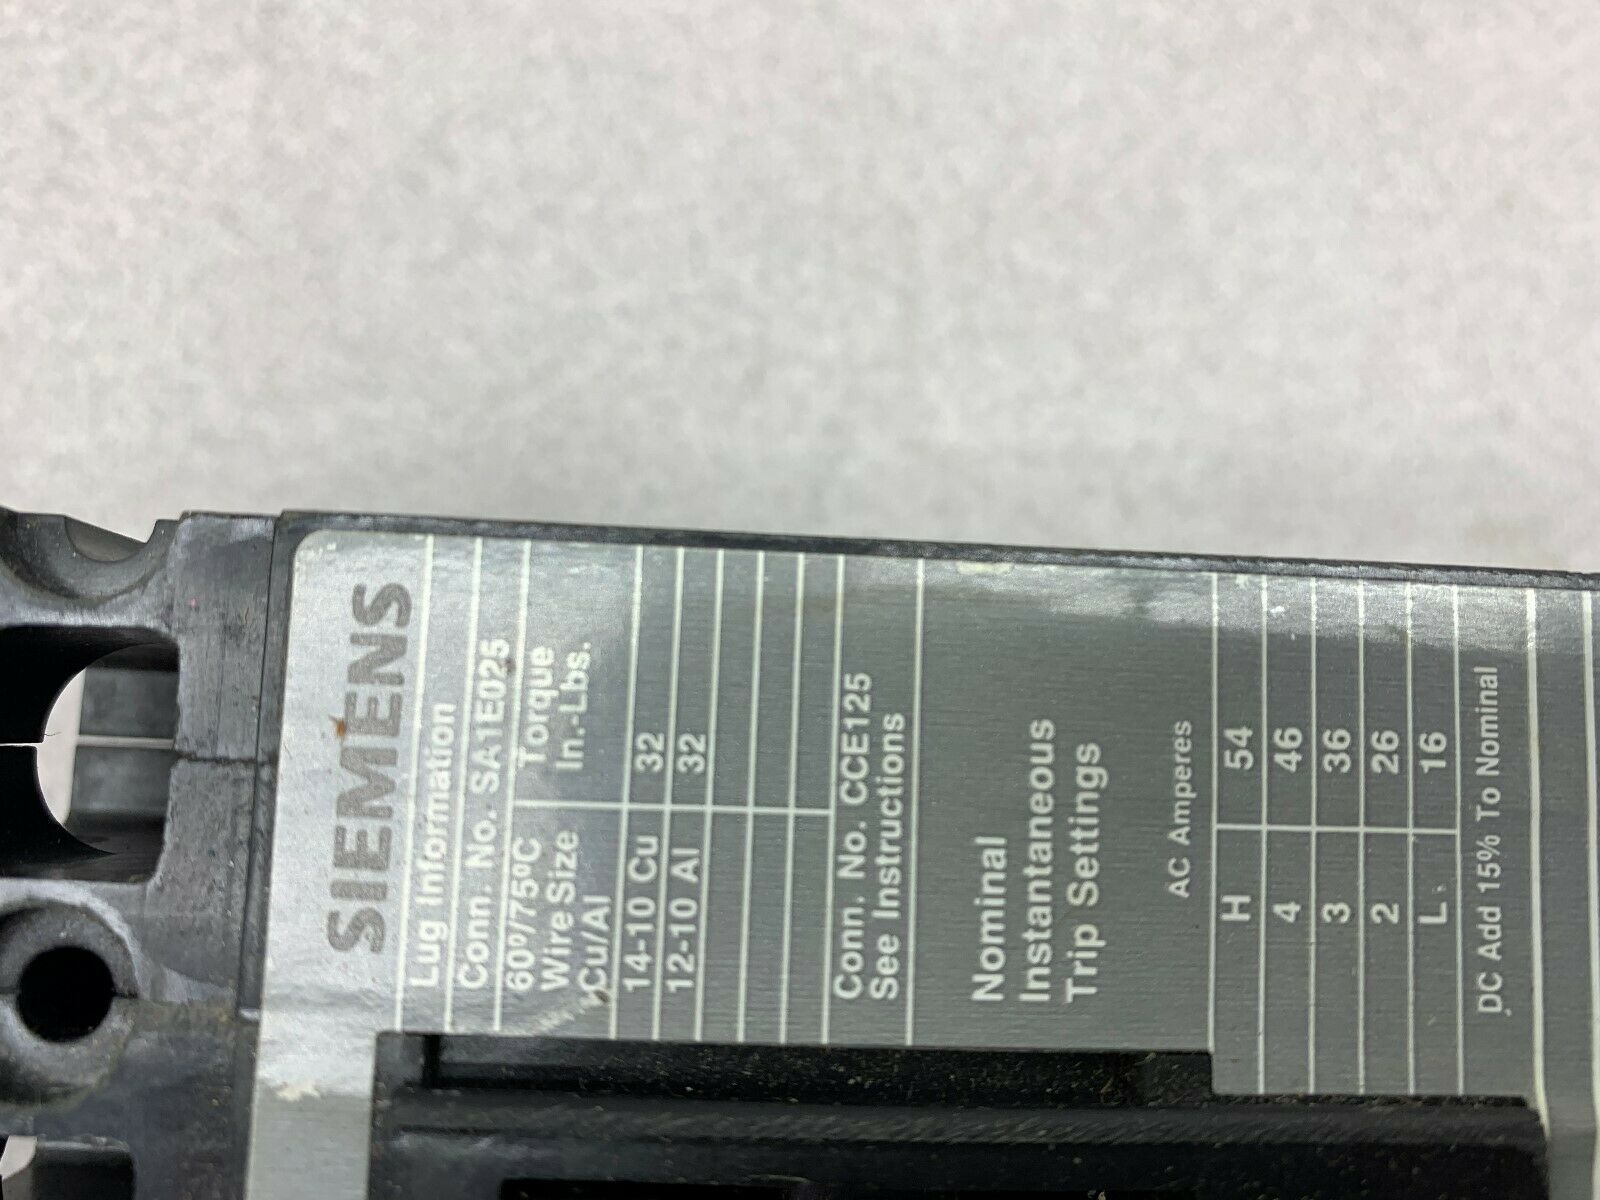 SIEMENS
Lug Information
Conn. No. SA1E025
60°/75°C Torque
Wire Size In.-Lbs.
Cu/Al
14-10 Cu 32
12-10 Al 32
Conn. No. CCE125
See Instructions
Nominal
Instantaneous
Trip Settings
AC Amperes
H 54
4 46
3 36
2 26
L 16
DC Add 15% To Nominal